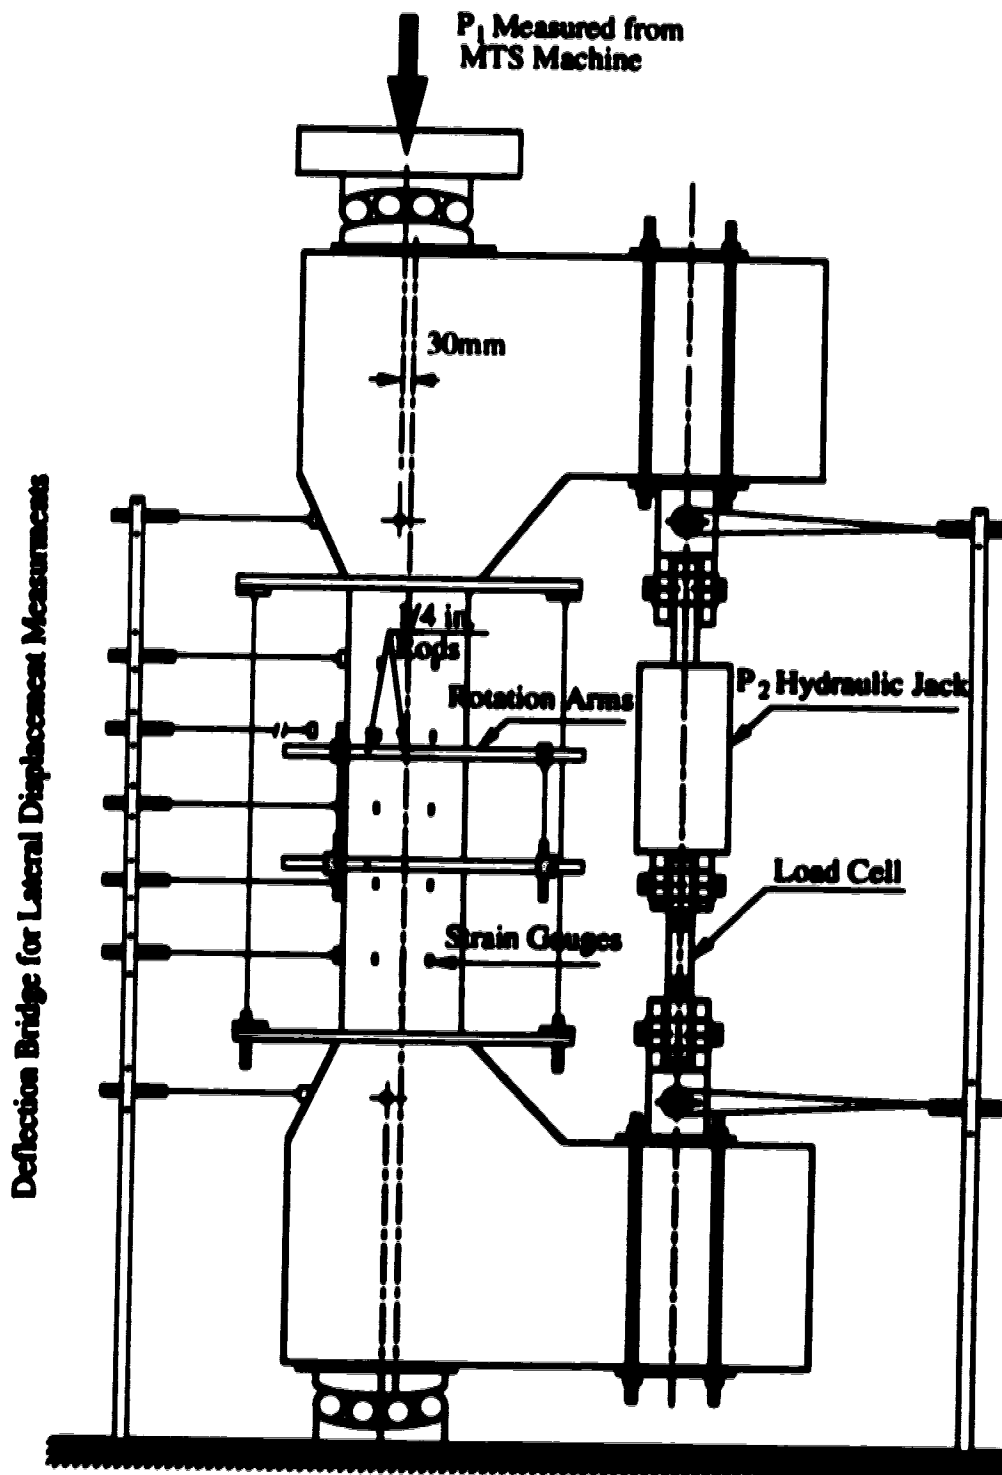 P₁ Measured from
MTS Machine
30mm
1/4 in.
Rods
Rotation Arms
P₂ Hydraulic Jack
Load Cell
Strain Gauges
Deflection Bridge for Lateral Displacement Measurments